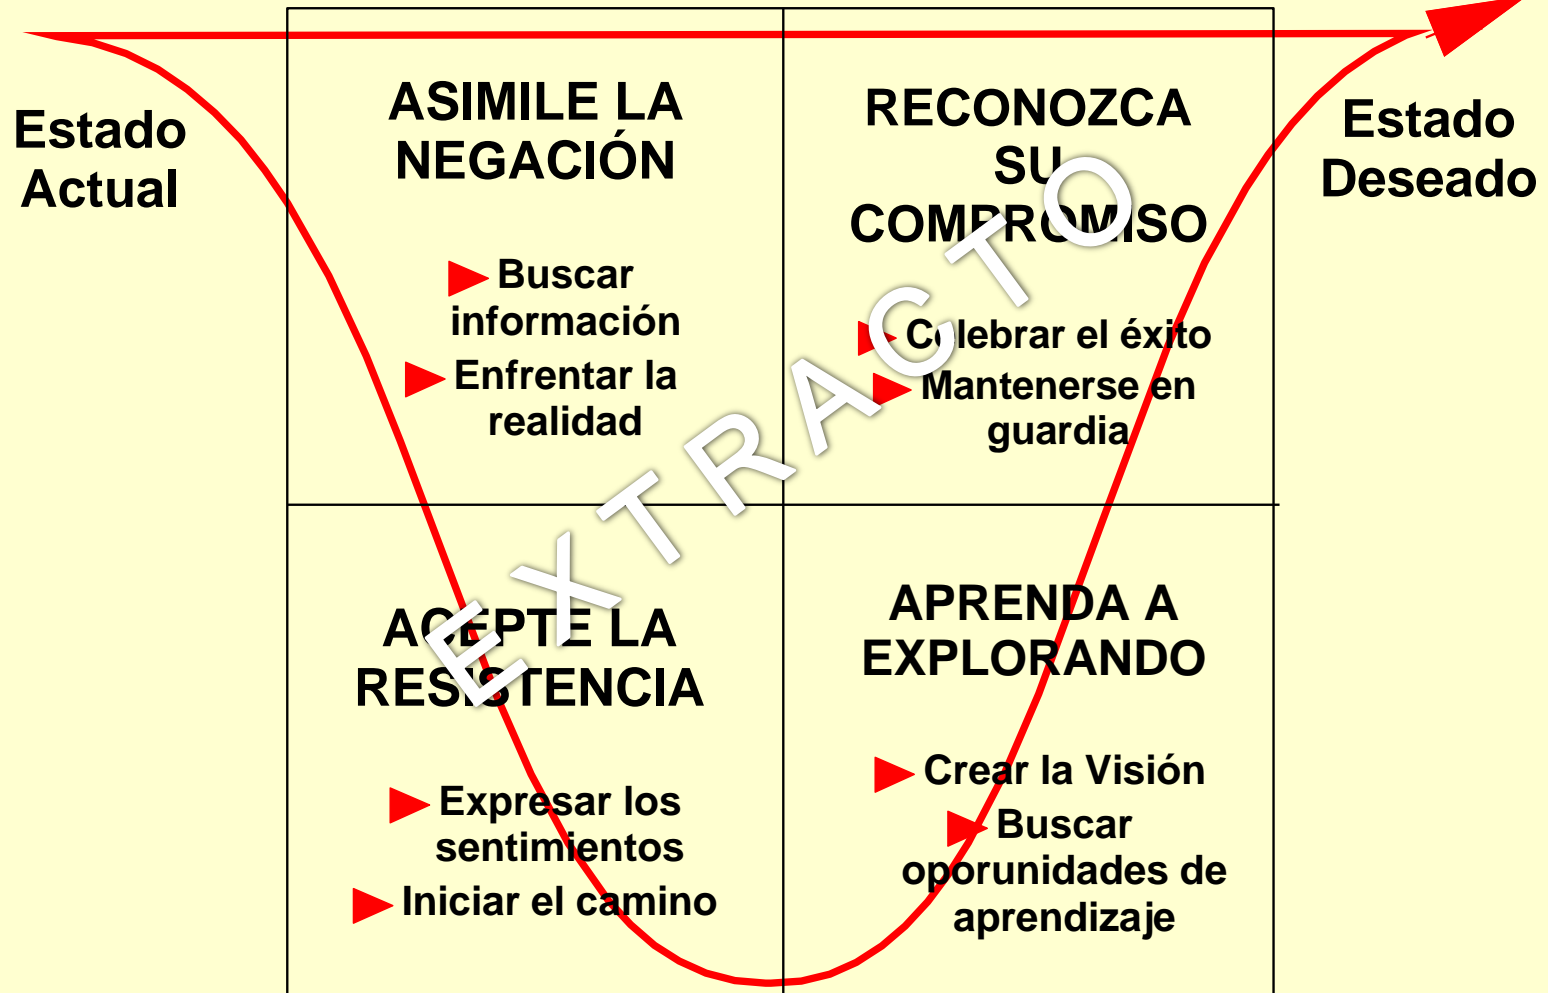 Estado
Actual
ASIMILE LA
NEGACIÓN
Buscar
información
Enfrentar la
realidad
RECONOZCA
SU
COMPROMISO
Celebrar el éxito
Mantenerse en
guardia
Estado
Deseado
ACEPTE LA
RESISTENCIA
Expresar los
sentimientos
Iniciar el camino
APRENDA A
EXPLORANDO
Crear la Visión
Buscar
oporunidades de
aprendizaje
EXTRACTO